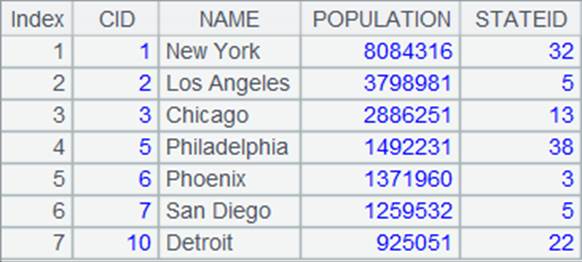 Index CID NAME POPULATION STATEID
1 1 New York 8084316 32
2 2 Los Angeles 3798981 5
3 3 Chicago 2886251 13
4 5 Philadelphia 1492231 38
5 6 Phoenix 1371960 3
6 7 San Diego 1259532 5
7 10 Detroit 925051 22